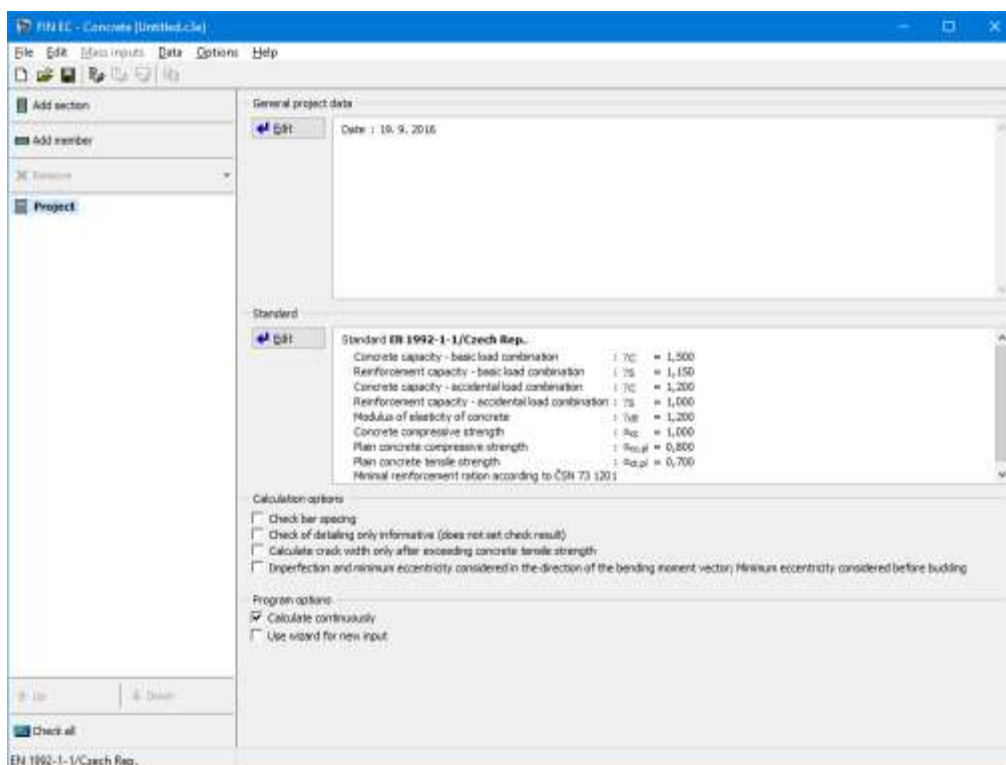 FIN EC - Concrete [Untitled.c3e]
File Edit Mass inputs Data Options Help
Add section
Add member
Remove
Project
General project data
Edit
Date : 19. 9. 2016
Standard
Edit
Standard EN 1992-1-1/Czech Rep.
Concrete capacity - basic load combination : γC = 1,500
Reinforcement capacity - basic load combination : γS = 1,150
Concrete capacity - accidental load combination : γC = 1,200
Reinforcement capacity - accidental load combination : γS = 1,000
Modulus of elasticity of concrete : γcE = 1,200
Concrete compressive strength : αcc = 1,000
Plain concrete compressive strength : αcc,pl = 0,800
Plain concrete tensile strength : αct,pl = 0,700
Minimal reinforcement ration according to ČSN 73 1201
Calculation options
Check bar spacing
Check of detailing only informative (does not set check result)
Calculate crack width only after exceeding concrete tensile strength
Imperfection and minimum eccentricity considered in the direction of the bending moment vector; Minimum eccentricity considered before buckling
Program options
Calculate continuously
Use wizard for new input
Up
Down
Check all
EN 1992-1-1/Czech Rep.